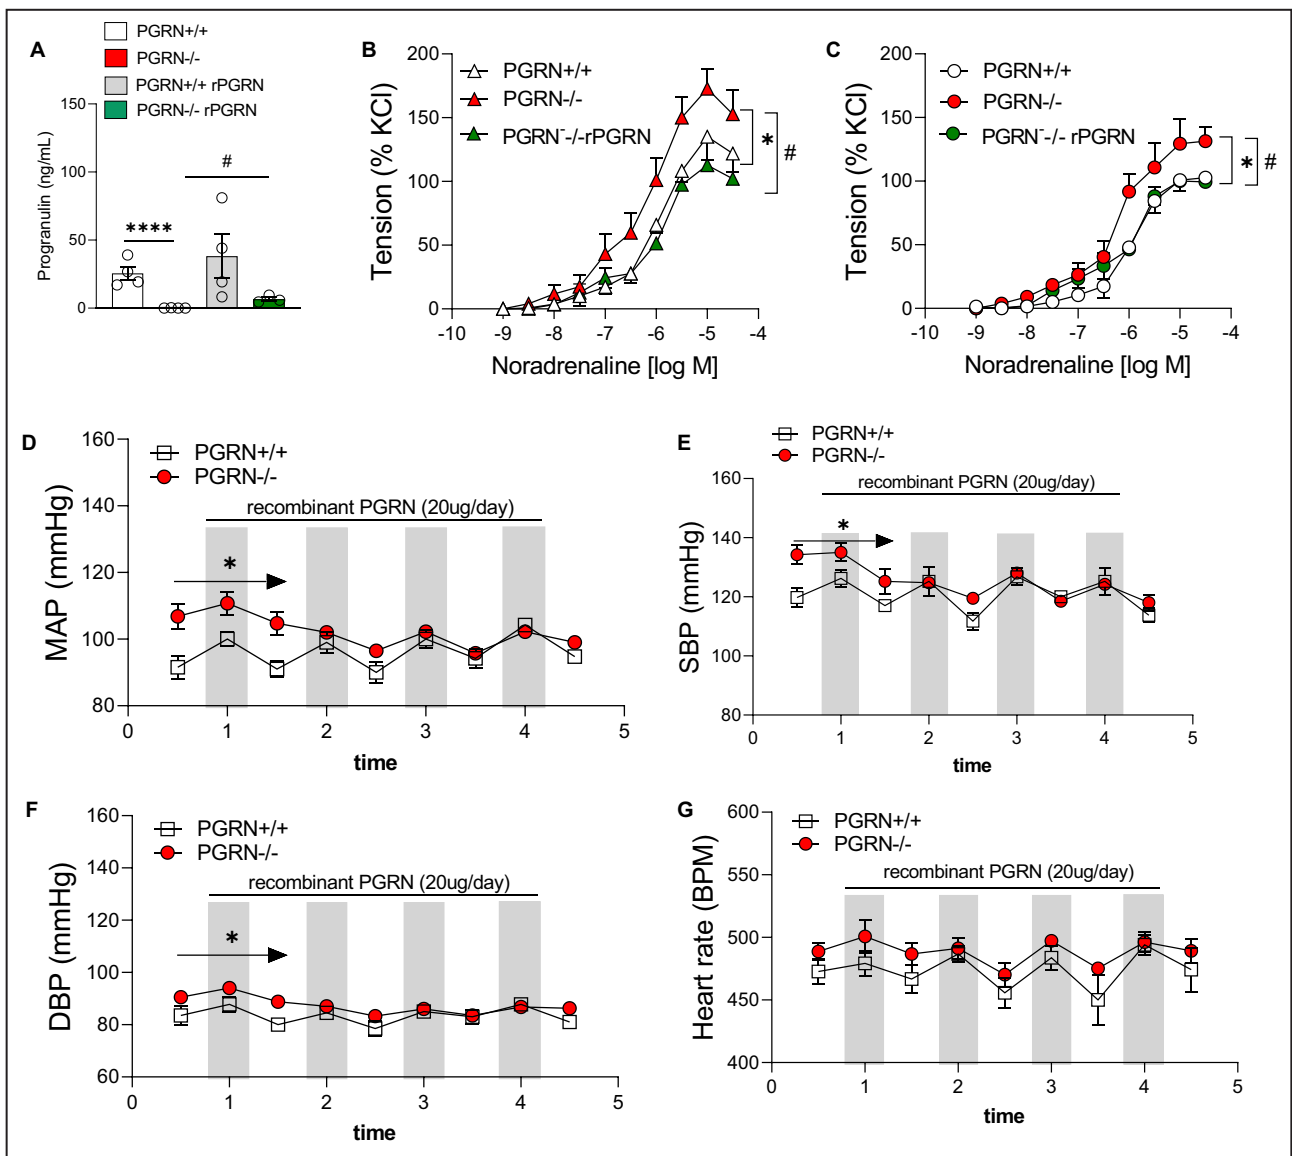 A
PGRN+/+
PGRN-/-
PGRN+/+ rPGRN
PGRN-/- rPGRN
Progranulin (ng/mL)
150
100
50
0
****
#
B
PGRN+/+
PGRN-/-
PGRN-/-rPGRN
Tension (% KCl)
200
150
100
50
0
* #
-10 -9 -8 -7 -6 -5 -4
Noradrenaline [log M]
C
PGRN+/+
PGRN-/-
PGRN-/- rPGRN
Tension (% KCl)
200
150
100
50
0
* #
-10 -9 -8 -7 -6 -5 -4
Noradrenaline [log M]
D
PGRN+/+
PGRN-/-
recombinant PGRN (20ug/day)
*
MAP (mmHg)
160
140
120
100
80
0 1 2 3 4 5
time
E
PGRN+/+
PGRN-/-
recombinant PGRN (20ug/day)
*
SBP (mmHg)
160
140
120
100
80
0 1 2 3 4 5
time
F
PGRN+/+
PGRN-/-
recombinant PGRN (20ug/day)
*
DBP (mmHg)
160
140
120
100
80
60
0 1 2 3 4 5
time
G
PGRN+/+
PGRN-/-
recombinant PGRN (20ug/day)
Heart rate (BPM)
600
550
500
450
400
0 1 2 3 4 5
time